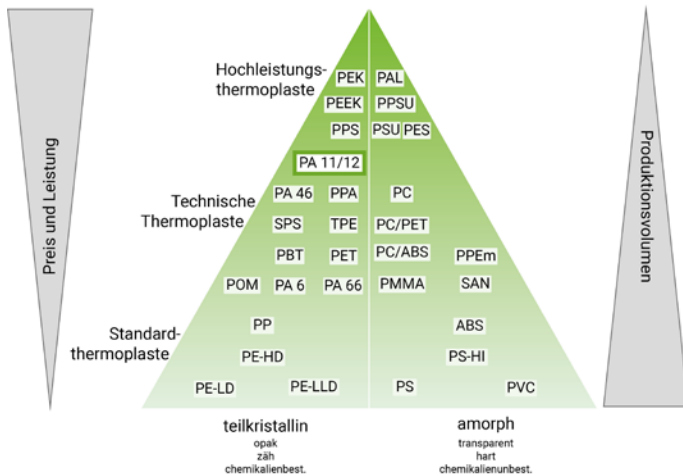 Hochleistungs-
thermoplaste
PEK PAL
PEEK PPSU
PPS PSU PES
PA 11/12
Technische
Thermoplaste
PA 46 PPA PC
SPS TPE PC/PET
PBT PET PC/ABS PPEm
POM PA 6 PA 66 PMMA SAN
Standard-
thermoplaste
PP ABS
PE-HD PS-HI
PE-LD PE-LLD PS PVC
teilkristallin
opak
zäh
chemikalienbest.
amorph
transparent
hart
chemikalienunbest.
Preis und Leistung
Produktionsvolumen